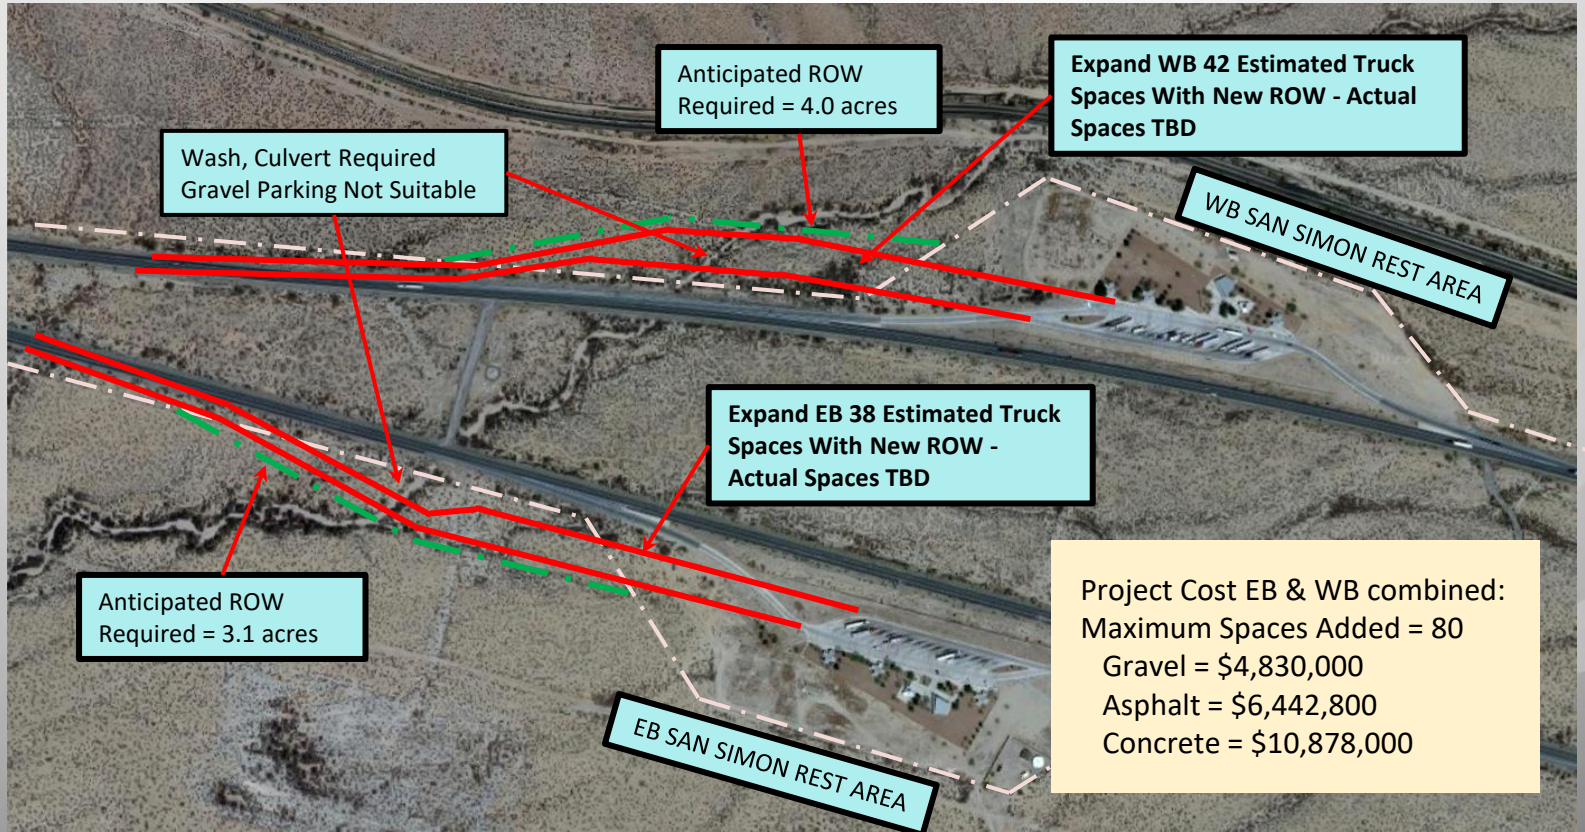 Anticipated ROW
Required = 4.0 acres
Expand WB 42 Estimated Truck
Spaces With New ROW - Actual
Spaces TBD
Wash, Culvert Required
Gravel Parking Not Suitable
WB SAN SIMON REST AREA
Expand EB 38 Estimated Truck
Spaces With New ROW -
Actual Spaces TBD
Anticipated ROW
Required = 3.1 acres
EB SAN SIMON REST AREA
Project Cost EB & WB combined:
Maximum Spaces Added = 80
Gravel = $4,830,000
Asphalt = $6,442,800
Concrete = $10,878,000